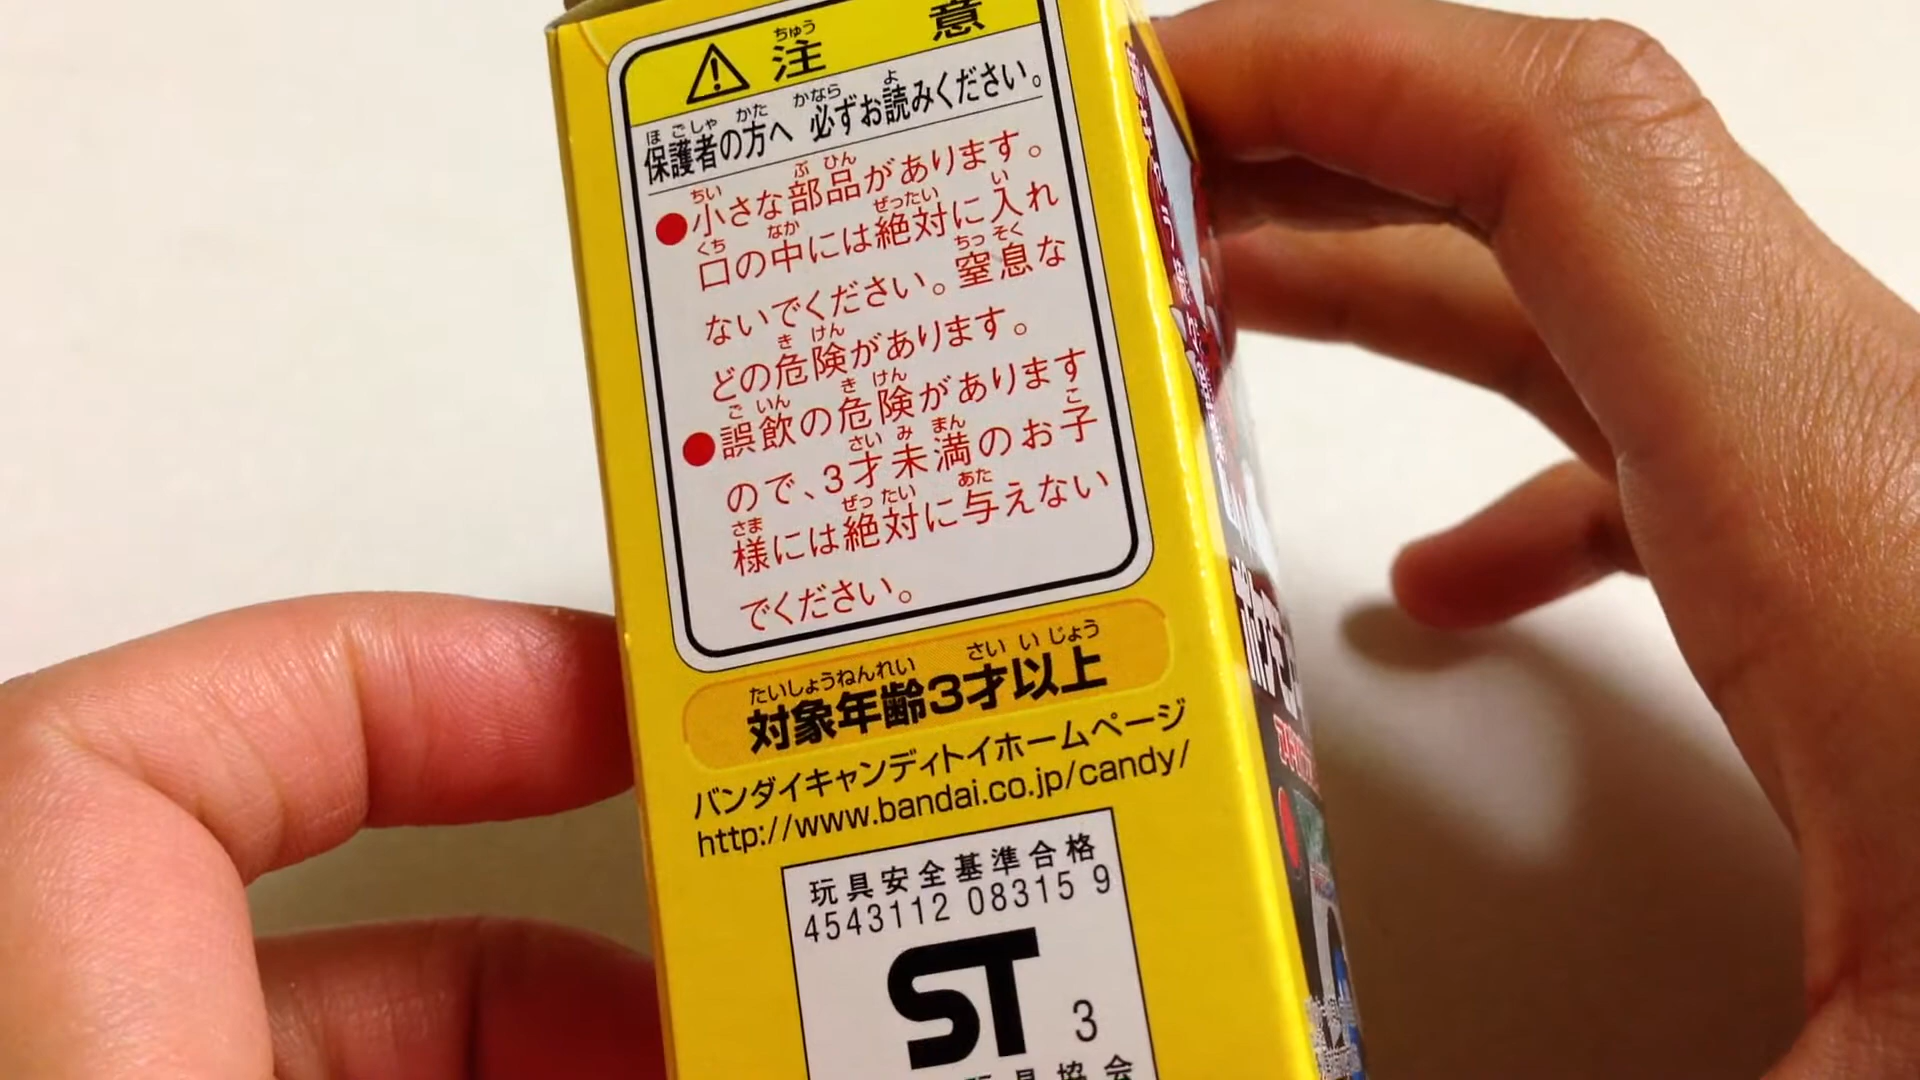 注意
保護者の方へ 必ずお読みください。
●小さな部品があります。
口の中には絶対に入れ
ないでください。窒息な
どの危険があります。
●誤飲の危険があります
ので、3才未満のお子
様には絶対に与えない
でください。
対象年齢3才以上
バンダイキャンディトイホームページ
http://www.bandai.co.jp/candy/
玩具安全基準合格
4543112 08315 9
ST 3
具協会